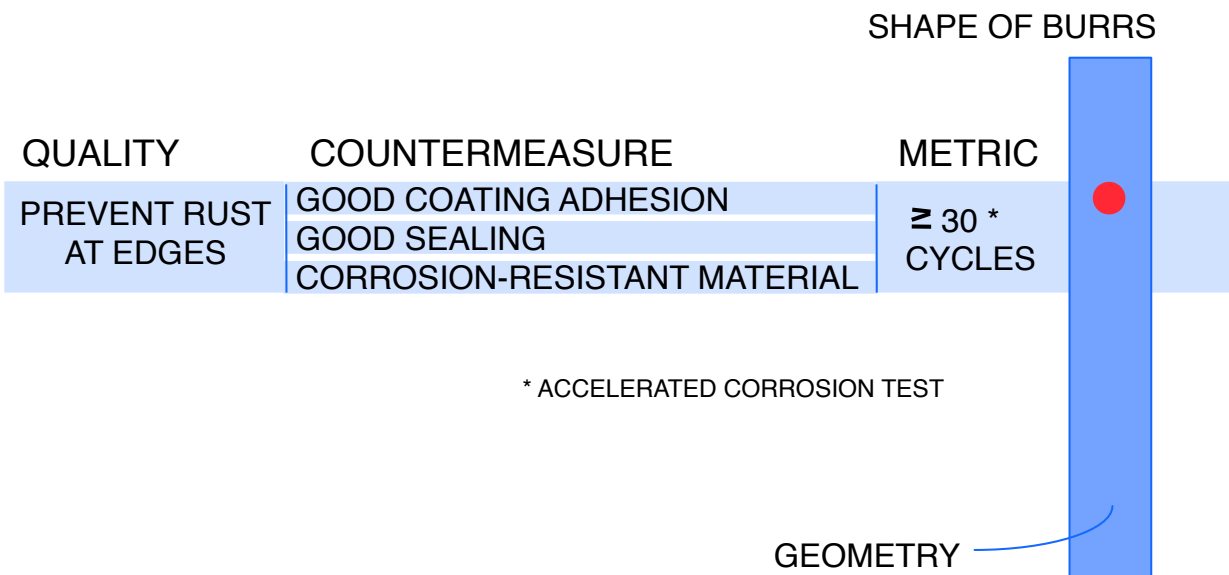 SHAPE OF BURRS
QUALITY
COUNTERMEASURE
METRIC
PREVENT RUST
AT EDGES
GOOD COATING ADHESION
GOOD SEALING
CORROSION-RESISTANT MATERIAL
≥ 30 *
CYCLES
* ACCELERATED CORROSION TEST
GEOMETRY